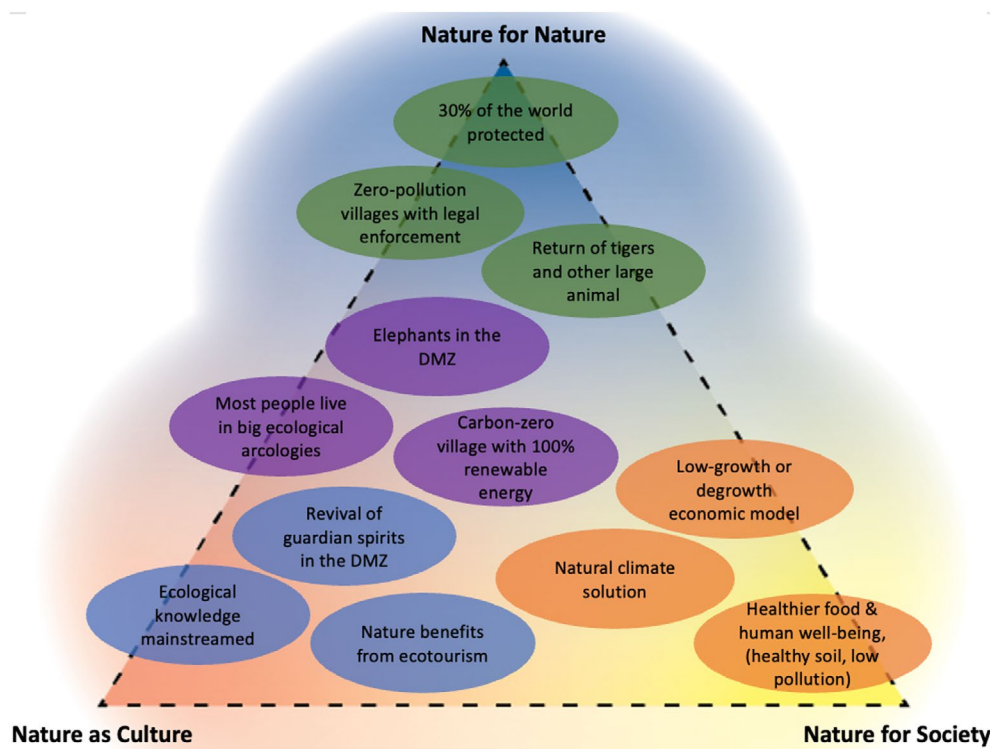 Nature for Nature
30% of the world
protected
Zero-pollution
villages with legal
enforcement
Return of tigers
and other large
animal
Elephants in the
DMZ
Most people live
in big ecological
arcologies
Carbon-zero
village with 100%
renewable
energy
Low-growth or
degrowth
economic model
Revival of
guardian spirits
in the DMZ
Natural climate
solution
Ecological
knowledge
mainstreamed
Nature benefits
from ecotourism
Healthier food &
human well-being,
(healthy soil, low
pollution)
Nature as Culture
Nature for Society